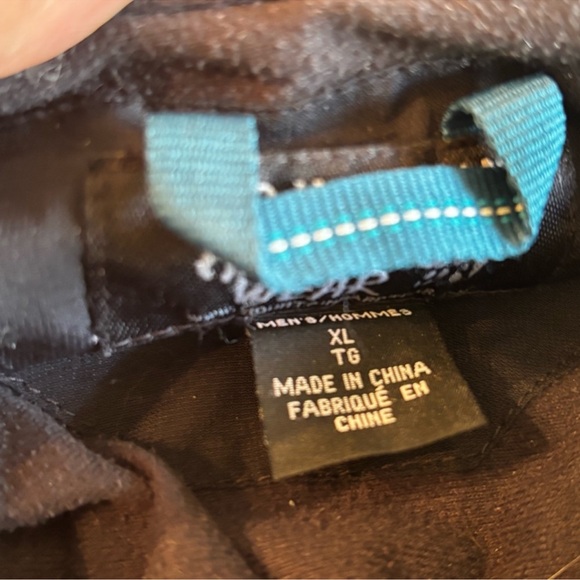 MEN'S/HOMMES
XL
TG
MADE IN CHINA
FABRIQUÉ EN
CHINE